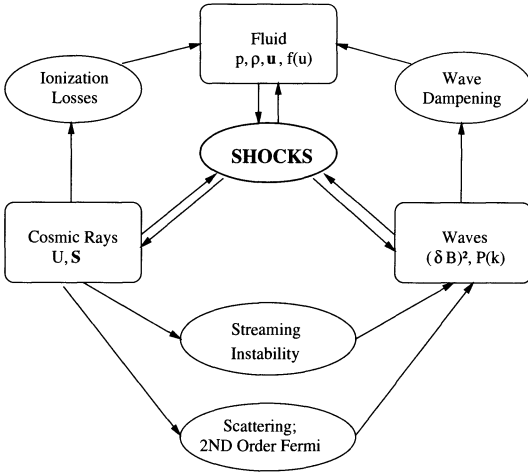 Fluid
p, ρ, u, f(u)
Ionization
Losses
Wave
Dampening
SHOCKS
Cosmic Rays
U, S
Waves
(δ B)², P(k)
Streaming
Instability
Scattering;
2ND Order Fermi